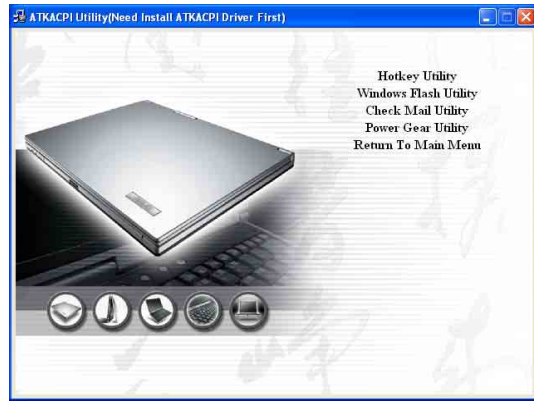 ATKACPI Utility(Need Install ATKACPI Driver First)
Hotkey Utility
Windows Flash Utility
Check Mail Utility
Power Gear Utility
Return To Main Menu